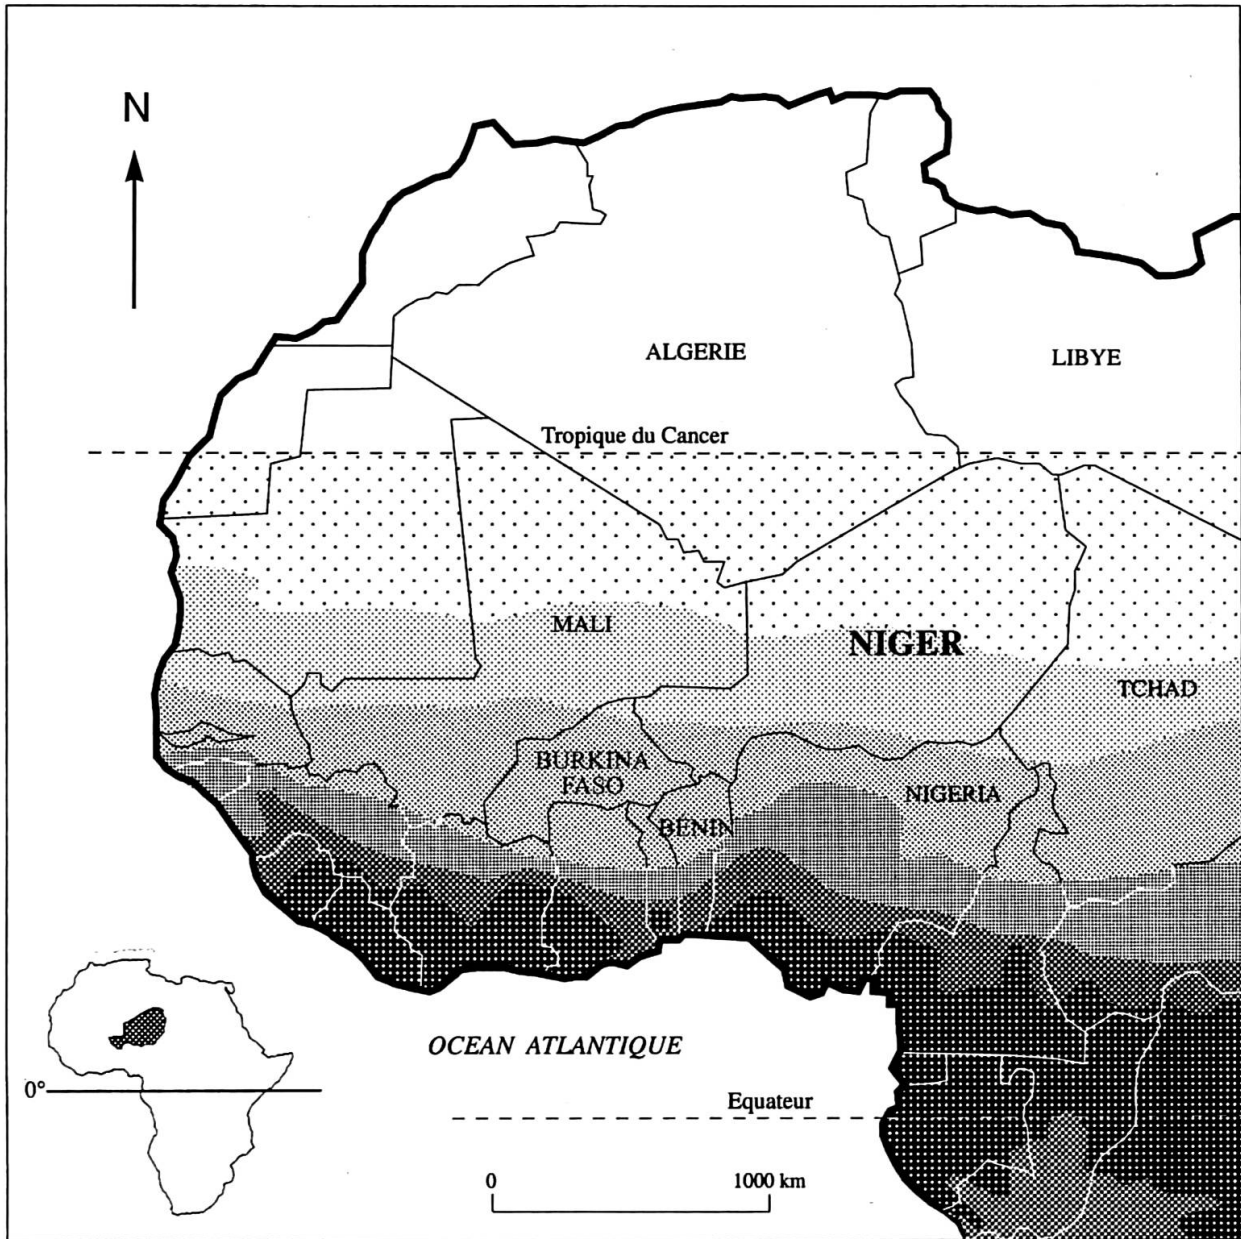 N
ALGERIE
LIBYE
Tropique du Cancer
MALI
NIGER
TCHAD
BURKINA
FASO
NIGERIA
BENIN
OCEAN ATLANTIQUE
0°
Equateur
0
1000 km